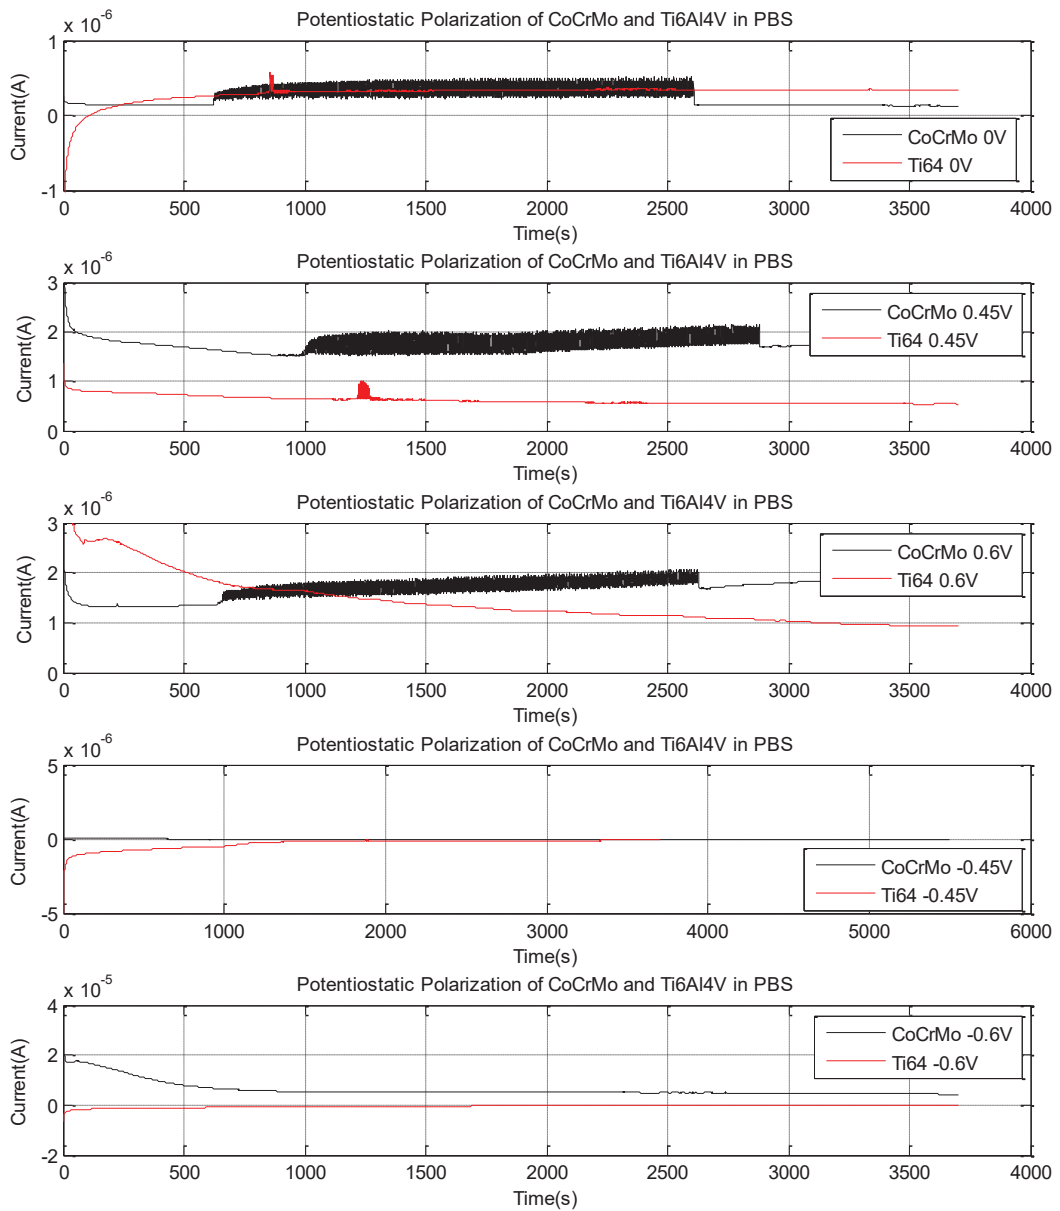 Potentiostatic Polarization of CoCrMo and Ti6Al4V in PBS
x 10^-6
1
0
-1
Current(A)
0 500 1000 1500 2000 2500 3000 3500 4000
Time(s)
CoCrMo 0V
Ti64 0V
Potentiostatic Polarization of CoCrMo and Ti6Al4V in PBS
x 10^-6
3
2
1
0
Current(A)
0 500 1000 1500 2000 2500 3000 3500 4000
Time(s)
CoCrMo 0.45V
Ti64 0.45V
Potentiostatic Polarization of CoCrMo and Ti6Al4V in PBS
x 10^-6
3
2
1
0
Current(A)
0 500 1000 1500 2000 2500 3000 3500 4000
Time(s)
CoCrMo 0.6V
Ti64 0.6V
Potentiostatic Polarization of CoCrMo and Ti6Al4V in PBS
x 10^-6
5
0
-5
Current(A)
0 1000 2000 3000 4000 5000 6000
Time(s)
CoCrMo -0.45V
Ti64 -0.45V
Potentiostatic Polarization of CoCrMo and Ti6Al4V in PBS
x 10^-5
4
2
0
-2
Current(A)
0 500 1000 1500 2000 2500 3000 3500 4000
Time(s)
CoCrMo -0.6V
Ti64 -0.6V